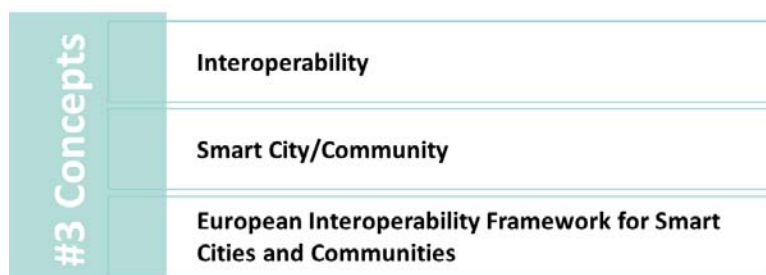 #3 Concepts
Interoperability
Smart City/Community
European Interoperability Framework for Smart
Cities and Communities